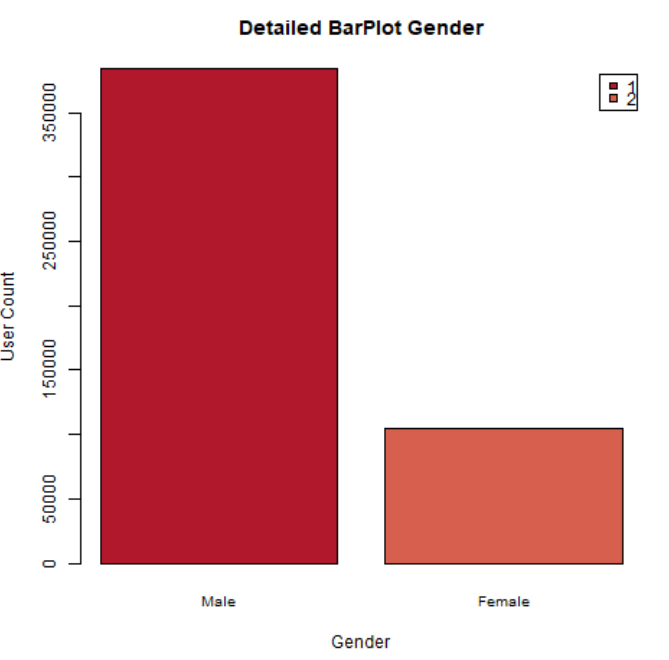 Detailed BarPlot Gender
1
2
350000
250000
150000
50000
0
User Count
Male
Female
Gender